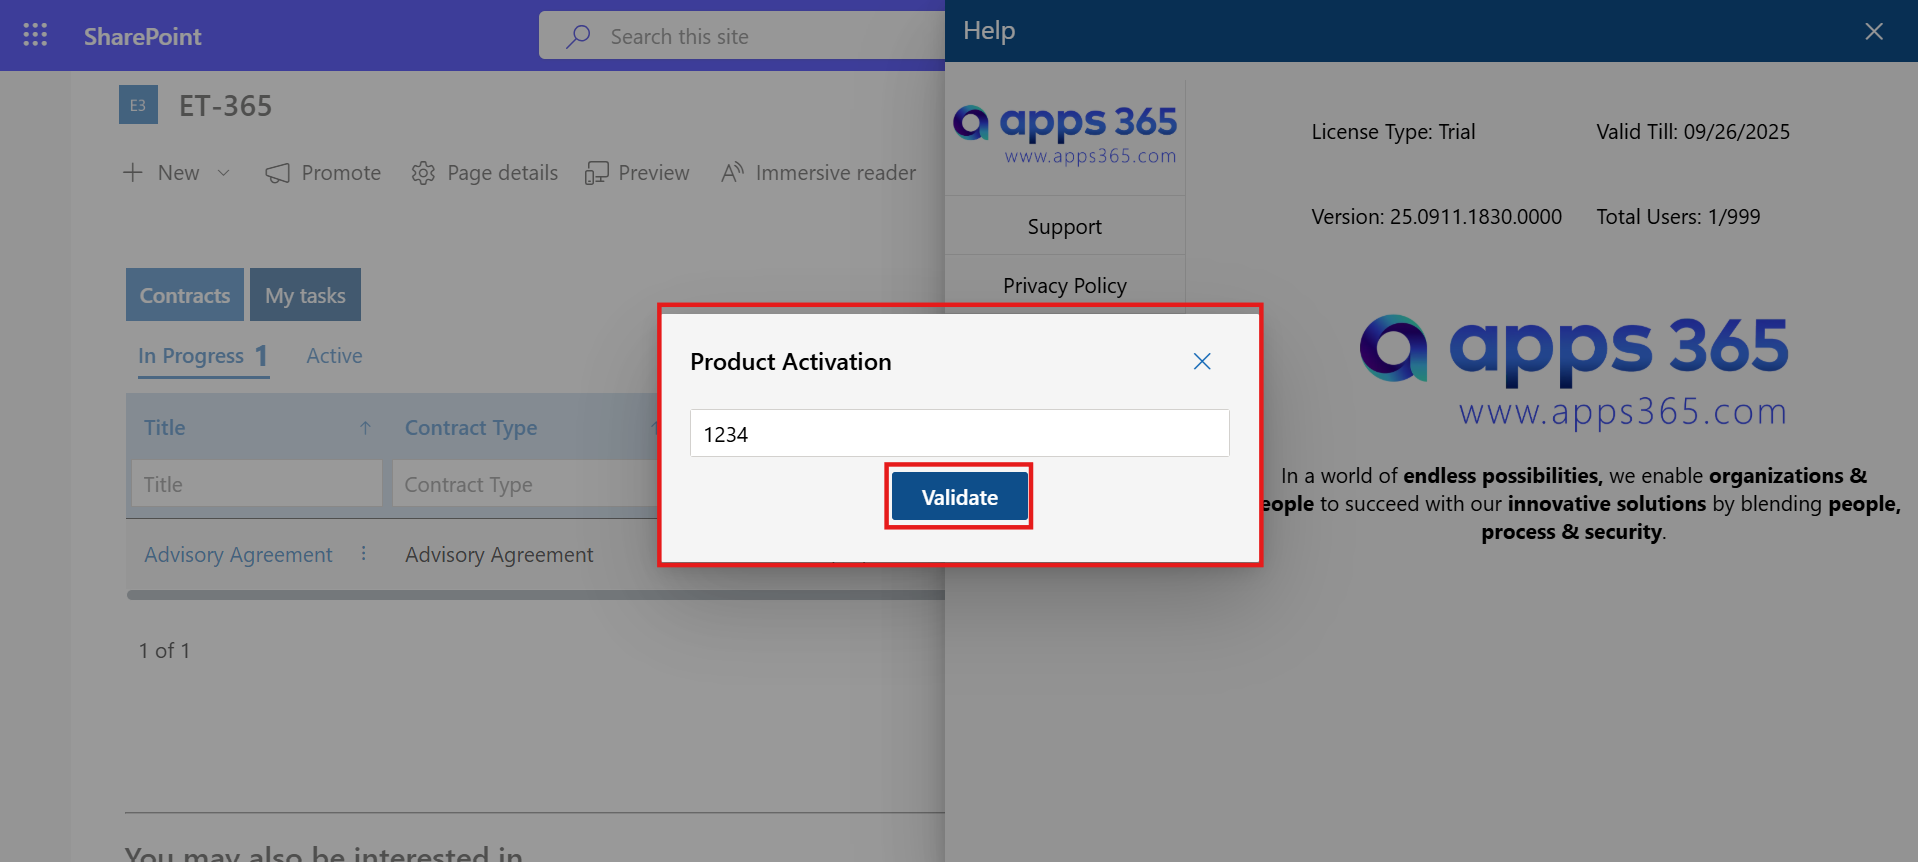 SharePoint
Search this site
E3
ET-365
New
Promote
Page details
Preview
Immersive reader
Contracts
My tasks
In Progress 1
Active
Title
Contract Type
Title
Contract Type
Advisory Agreement
Advisory Agreement
1 of 1
You may also be interested in
Help
apps 365
www.apps365.com
Support
Privacy Policy
License Type: Trial
Valid Till: 09/26/2025
Version: 25.0911.1830.0000
Total Users: 1/999
apps 365
www.apps365.com
In a world of endless possibilities, we enable organizations &
eople to succeed with our innovative solutions by blending people,
process & security.
Product Activation
1234
Validate